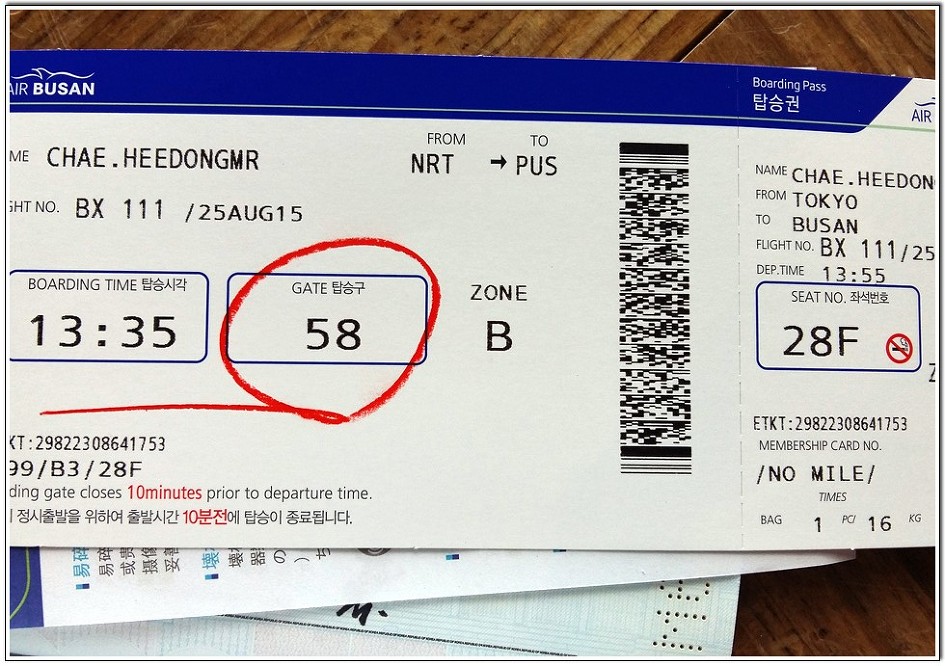 AIR BUSAN
ME CHAE.HEEDONGMR
FROM TO
NRT → PUS
GHT NO. BX 111 /25AUG15
BOARDING TIME 탑승시각
13:35
GATE 탑승구
58
ZONE
B
KT:29822308641753
99/B3/28F
ding gate closes 10minutes prior to departure time.
정시출발을 위하여 출발시간 10분전에 탑승이 종료됩니다.
Boarding Pass
탑승권
AIR
NAME CHAE.HEEDON
FROM TOKYO
TO BUSAN
FLIGHT NO. BX 111/25
DEP.TIME 13:55
SEAT NO. 좌석번호
28F
ETKT:29822308641753
MEMBERSHIP CARD NO.
/NO MILE/
TIMES
BAG 1 PC/ 16 KG